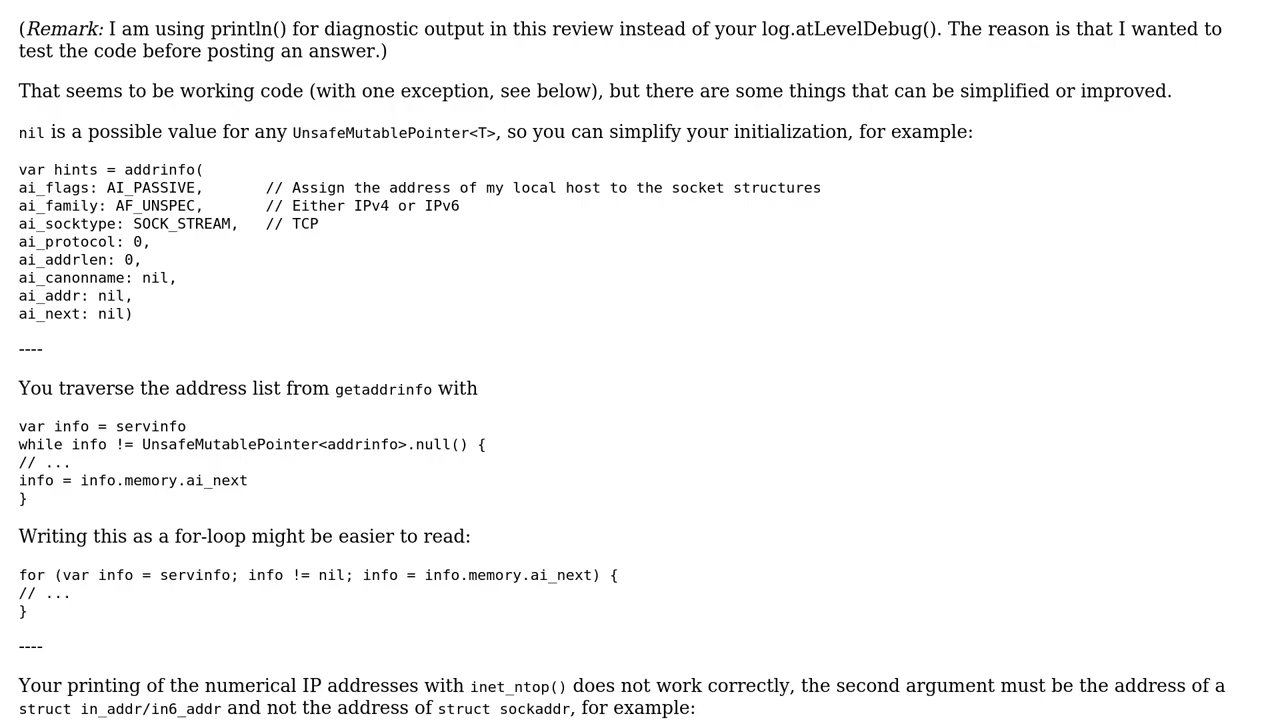 (Remark: I am using println() for diagnostic output in this review instead of your log.atLevelDebug(). The reason is that I wanted to
test the code before posting an answer.)
That seems to be working code (with one exception, see below), but there are some things that can be simplified or improved.
nil is a possible value for any UnsafeMutablePointer<T>, so you can simplify your initialization, for example:
var hints = addrinfo(
ai_flags: AI_PASSIVE,       // Assign the address of my local host to the socket structures
ai_family: AF_UNSPEC,       // Either IPv4 or IPv6
ai_socktype: SOCK_STREAM,   // TCP
ai_protocol: 0,
ai_addrlen: 0,
ai_canonname: nil,
ai_addr: nil,
ai_next: nil)
----
You traverse the address list from getaddrinfo with
var info = servinfo
while info != UnsafeMutablePointer<addrinfo>.null() {
// ...
info = info.memory.ai_next
}
Writing this as a for-loop might be easier to read:
for (var info = servinfo; info != nil; info = info.memory.ai_next) {
// ...
}
----
Your printing of the numerical IP addresses with inet_ntop() does not work correctly, the second argument must be the address of a
struct in_addr/in6_addr and not the address of struct sockaddr, for example: